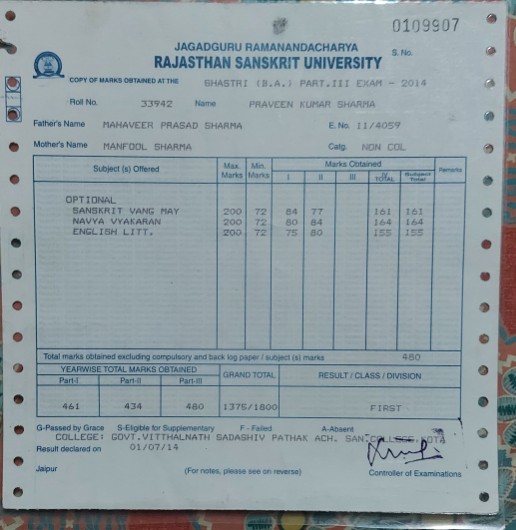 0109907
JAGADGURU RAMANANDACHARYA
RAJASTHAN SANSKRIT UNIVERSITY S. No.
COPY OF MARKS OBTAINED AT THE SHASTRI (B.A.) PART.III EXAM - 2014
Roll No. 33942 Name PRAVEEN KUMAR SHARMA
Father's Name MAHAVEER PRASAD SHARMA E. No. 11/4059
Mother's Name MANFOOL SHARMA Catg. NON COL
Subject (s) Offered Max. Marks Min. Marks Marks Obtained Remarks
I II III IV TOTAL Subject Total
OPTIONAL
SANSKRIT VANG MAY 200 72 84 77 161 161
NAVYA VYAKARAN 200 72 80 84 164 164
ENGLISH LITT. 200 72 75 80 155 155
Total marks obtained excluding compulsory and back log paper / subject (s) marks 480
YEARWISE TOTAL MARKS OBTAINED GRAND TOTAL RESULT / CLASS / DIVISION
Part-I Part-II Part-III
461 434 480 1375/1800 FIRST
G-Passed by Grace S-Eligible for Supplementary F - Failed A-Absent
COLLEGE: GOVT.VITTHALNATH SADASHIV PATHAK ACH. SAN.COLLEGE,KOTA
Result declared on 01/07/14
Jaipur (For notes, please see on reverse) Controller of Examinations